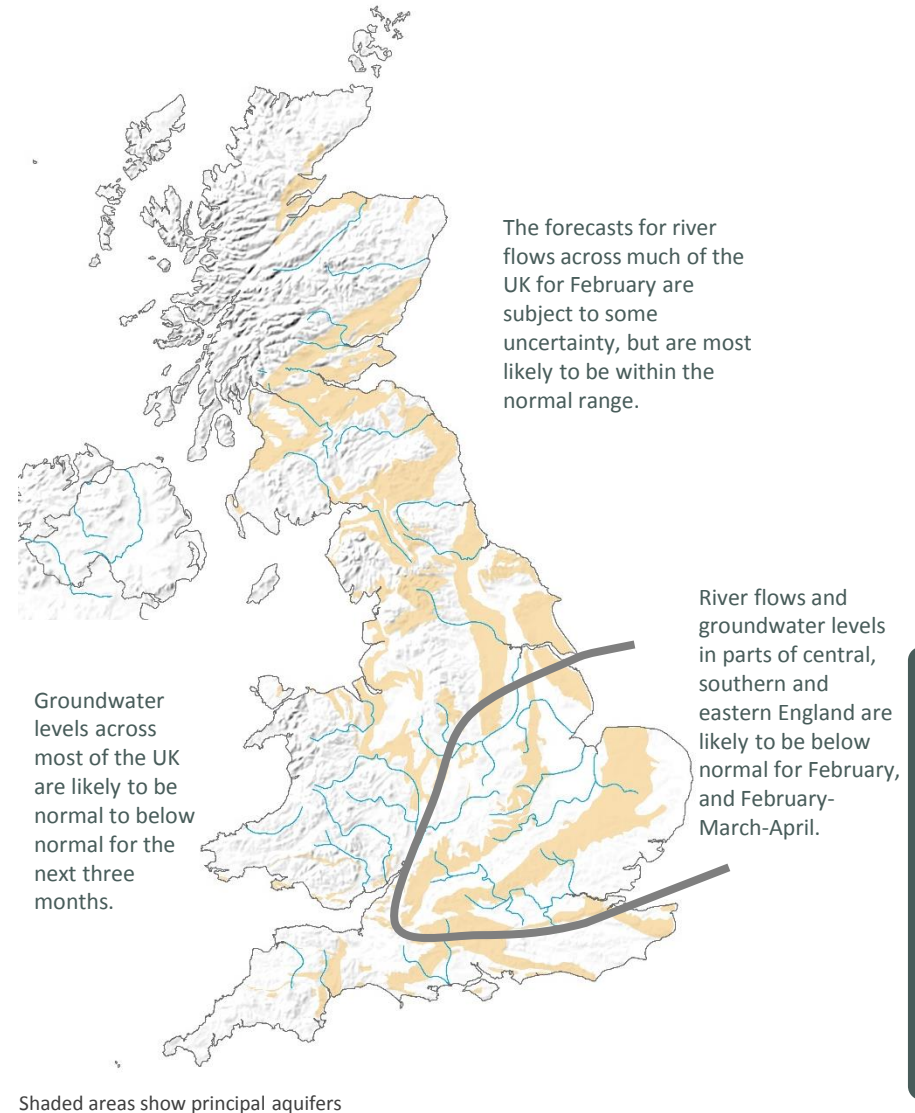 The forecasts for river
flows across much of the
UK for February are
subject to some
uncertainty, but are most
likely to be within the
normal range.
River flows and
groundwater levels
in parts of central,
southern and
eastern England are
likely to be below
normal for February,
and February-
March-April.
Groundwater
levels across
most of the UK
are likely to be
normal to below
normal for the
next three
months.
Shaded areas show principal aquifers